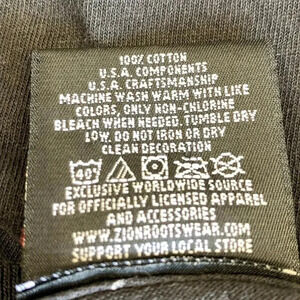 100% COTTON
U.S.A. COMPONENTS
U.S.A. CRAFTSMANSHIP
MACHINE WASH WARM WITH LIKE
COLORS, ONLY NON-CHLORINE
BLEACH WHEN NEEDED. TUMBLE DRY
LOW. DO NOT IRON OR DRY
CLEAN DECORATION
40°
EXCLUSIVE WORLDWIDE SOURCE
FOR OFFICIALLY LICENSED APPAREL
AND ACCESSORIES
WWW.ZIONROOTSWEAR.COM
SUPPORT YOUR LOCAL STORE